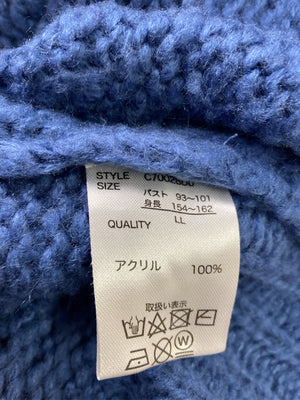 STYLE
SIZE バスト 93~101
身長 154~162
LL
QUALITY
アクリル 100%
取扱い表示
W